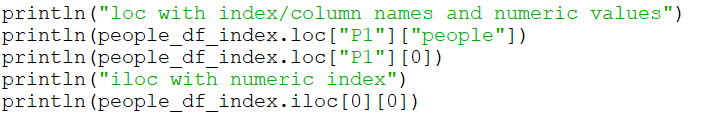 println("loc with index/column names and numeric values")
println(people_df_index.loc["P1"]["people"])
println(people_df_index.loc["P1"][0])
println("iloc with numeric index")
println(people_df_index.iloc[0][0])